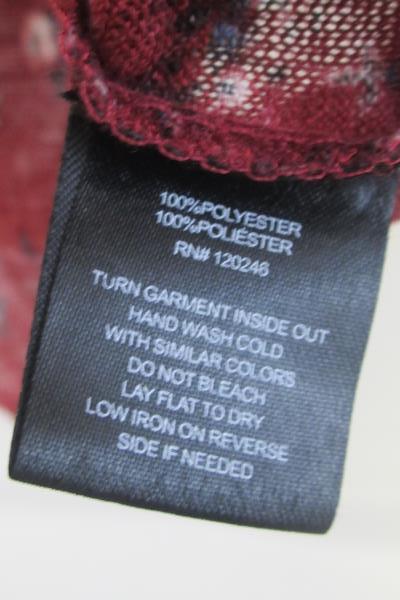 100%POLYESTER
100%POLIÉSTER
RN# 120246
TURN GARMENT INSIDE OUT
HAND WASH COLD
WITH SIMILAR COLORS
DO NOT BLEACH
LAY FLAT TO DRY
LOW IRON ON REVERSE
SIDE IF NEEDED